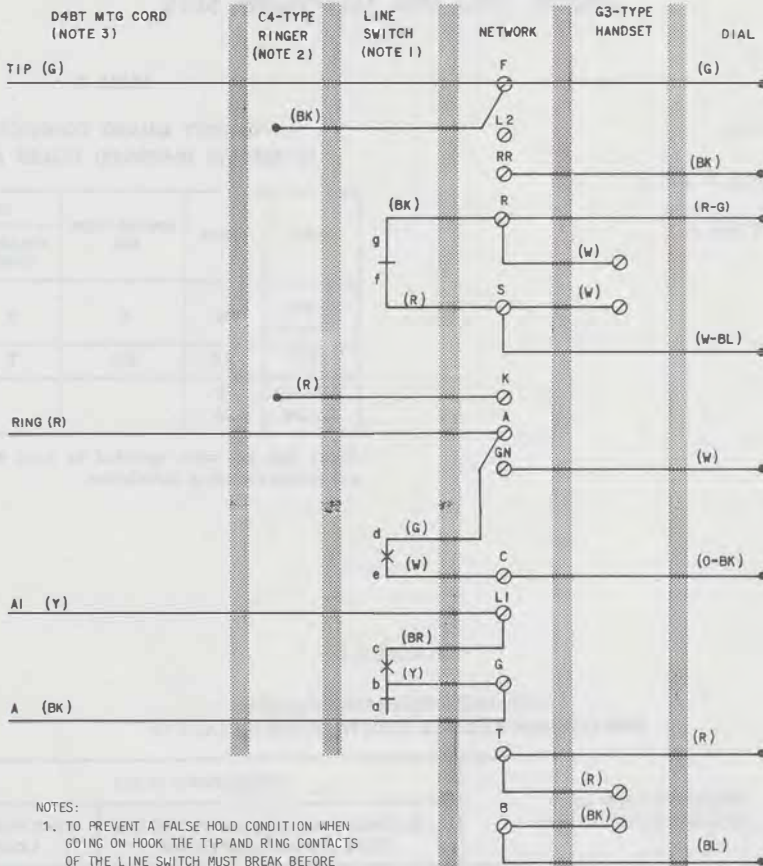 D4BT MTG CORD
(NOTE 3)
C4-TYPE
RINGER
(NOTE 2)
LINE
SWITCH
(NOTE 1)
NETWORK
G3-TYPE
HANDSET
DIAL
TIP (G)
F
(G)
(BK)
L2
RR
(BK)
(BK)
R
(R-G)
g
(W)
f
(R)
S
(W)
(W-BL)
(R)
K
RING (R)
A
GN
(W)
d
(G)
e
(W)
C
(O-BK)
A1 (Y)
L1
c
(BR)
b
(Y)
G
a
A (BK)
T
(R)
(R)
B
(BK)
(BL)
NOTES:
1. TO PREVENT A FALSE HOLD CONDITION WHEN
GOING ON HOOK THE TIP AND RING CONTACTS
OF THE LINE SWITCH MUST BREAK BEFORE